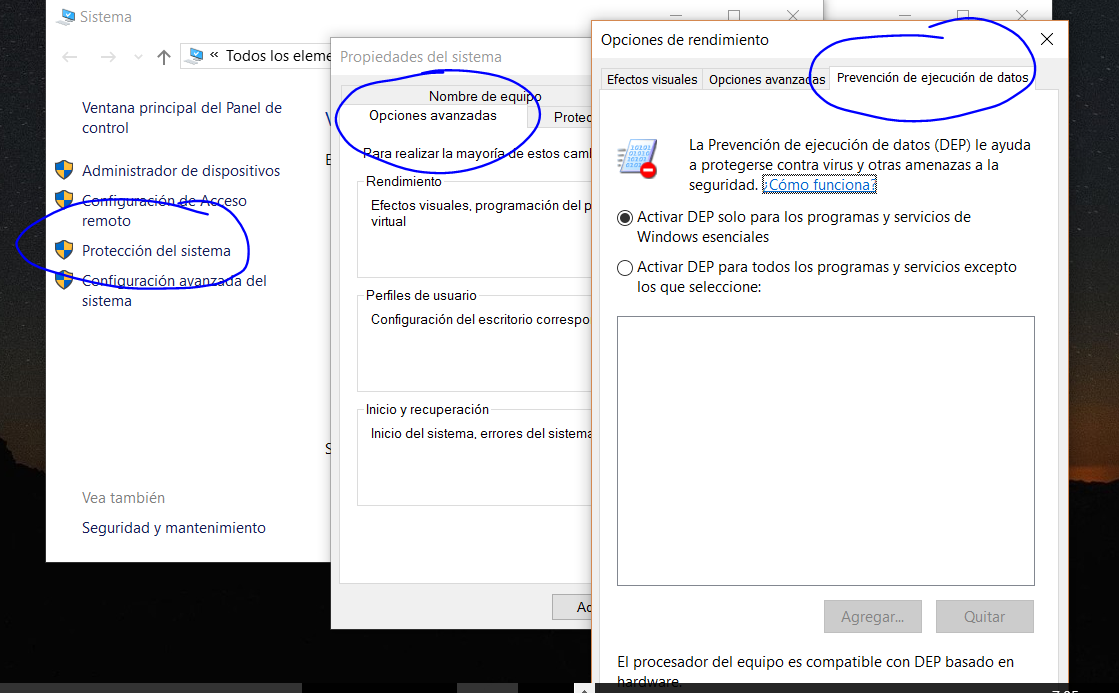 Sistema
« Todos los eleme
Ventana principal del Panel de
control
Administrador de dispositivos
Configuración de Acceso
remoto
Protección del sistema
Configuración avanzada del
sistema
Vea también
Seguridad y mantenimiento
Propiedades del sistema
Nombre de equipo
Opciones avanzadas
Protec
Para realizar la mayoría de estos caml
Rendimiento
Efectos visuales, programación del p
virtual
Perfiles de usuario
Configuración del escritorio correspo
Inicio y recuperación
Inicio del sistema, errores del sistema
Opciones de rendimiento
Efectos visuales
Opciones avanzadas
Prevención de ejecución de datos
La Prevención de ejecución de datos (DEP) le ayuda
a protegerse contra virus y otras amenazas a la
seguridad. ¿Cómo funciona?
Activar DEP solo para los programas y servicios de
Windows esenciales
Activar DEP para todos los programas y servicios excepto
los que seleccione:
Agregar...
Quitar
El procesador del equipo es compatible con DEP basado en
hardware.